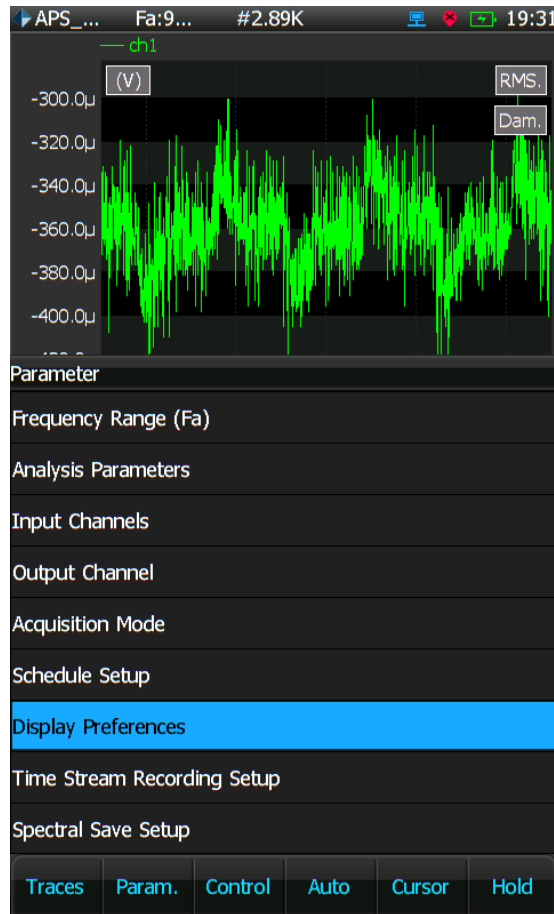 APS_... Fa:9... #2.89K 19:31
ch1
(V) RMS.
-300.0µ
Dam.
-320.0µ
-340.0µ
-360.0µ
-380.0µ
-400.0µ
Parameter
Frequency Range (Fa)
Analysis Parameters
Input Channels
Output Channel
Acquisition Mode
Schedule Setup
Display Preferences
Time Stream Recording Setup
Spectral Save Setup
Traces Param. Control Auto Cursor Hold